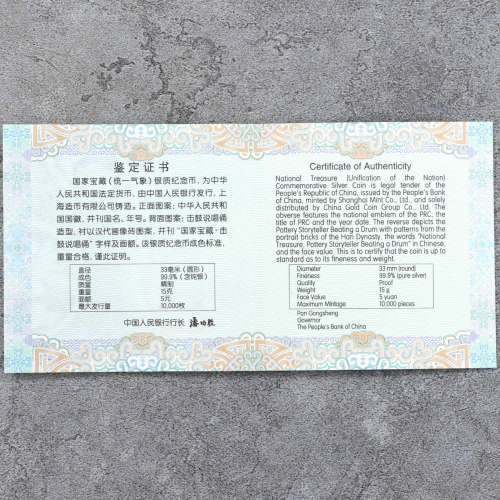 鉴定证书
国家宝藏（统一气象）银质纪念币，为中华
人民共和国法定货币，由中国人民银行发行，上
海造币有限公司铸造。正面图案：中华人民共和
国国徽，并刊国名、年号。背面图案：击鼓说唱俑
造型，衬以汉代画像砖图案，并刊“国家宝藏·击
鼓说唱俑”字样及面额。该银质纪念币成色标准，
重量合格，谨此证明。
直径 33毫米（圆形）
成色 99.9%（含纯银）
质量 精制
重量 15克
面额 5元
最大发行量 10,000枚
中国人民银行行长 潘功胜
Certificate of Authenticity
National Treasure (Unification of the Nation)
Commemorative Silver Coin is legal tender of the
People's Republic of China, issued by the People's Bank
of China, minted by Shanghai Mint Co., Ltd., and solely
distributed by China Gold Coin Group Co., Ltd. The
obverse features the national emblem of the PRC, the
title of the PRC and the year date. The reverse depicts the
Pottery Storyteller Beating a Drum with patterns from the
portrait bricks of the Han Dynasty, the words "National
Treasure, Pottery Storyteller Beating a Drum" in Chinese,
and the face value. This is to certify that the coin is up to
standard as to its fineness and weight.
Diameter 33 mm (round)
Fineness 99.9% (pure silver)
Quality Proof
Weight 15 g
Face Value 5 yuan
Maximum Mintage 10,000 pieces
Pan Gongsheng
Governor
The People's Bank of China